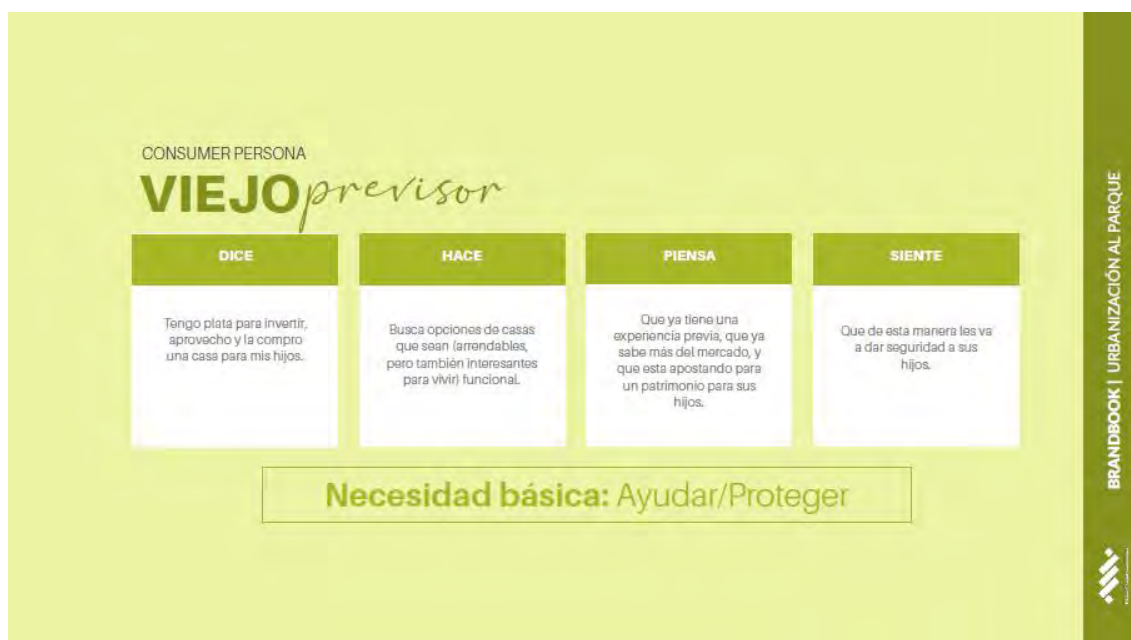 CONSUMER PERSONA
VIEJO previsor
DICE
Tengo plata para invertir,
aprovecho y la compro
una casa para mis hijos.
HACE
Busca opciones de casas
que sean (arrendables,
pero también interesantes
para vivir) funcional.
PIENSA
Que ya tiene una
experiencia previa, que ya
sabe más del mercado, y
que esta apostando para
un patrimonio para sus
hijos.
SIENTE
Que de esta manera les va
a dar seguridad a sus
hijos.
Necesidad básica: Ayudar/Proteger
BRANDBOOK | URBANIZACIÓN AL PARQUE